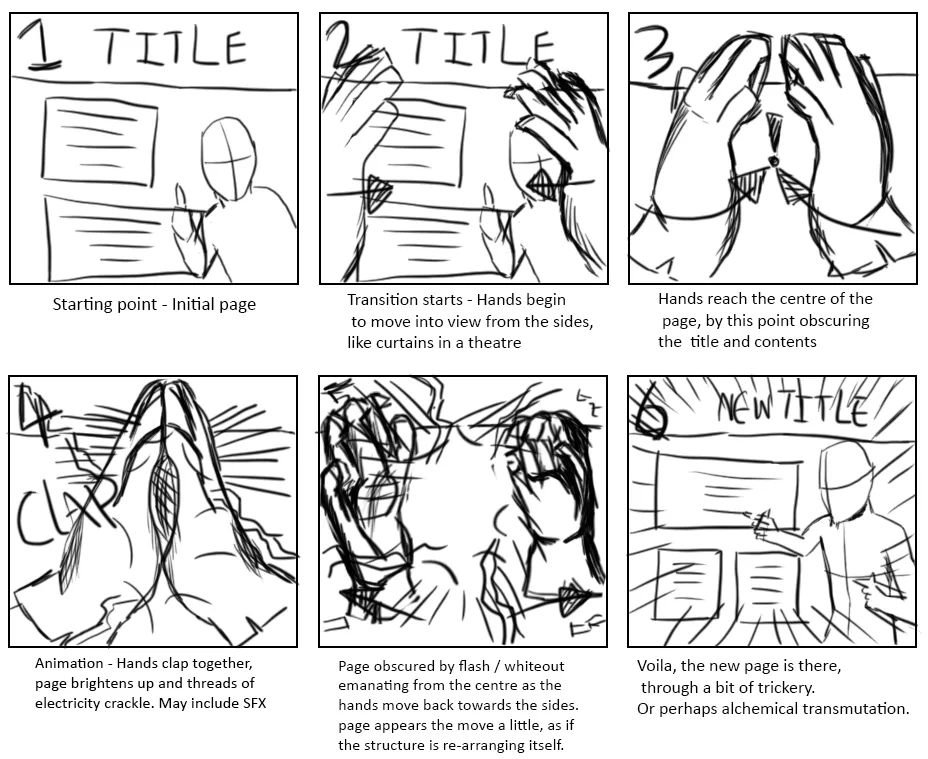 1 TITLE
2 TITLE
3
Starting point - Initial page
Transition starts - Hands begin
to move into view from the sides,
like curtains in a theatre
Hands reach the centre of the
page, by this point obscuring
the title and contents
4
CLAP
6 NEW TITLE
Animation - Hands clap together,
page brightens up and threads of
electricity crackle. May include SFX
Page obscured by flash / whiteout
emanating from the centre as the
hands move back towards the sides.
page appears the move a little, as if
the structure is re-arranging itself.
Voila, the new page is there,
through a bit of trickery.
Or perhaps alchemical transmutation.